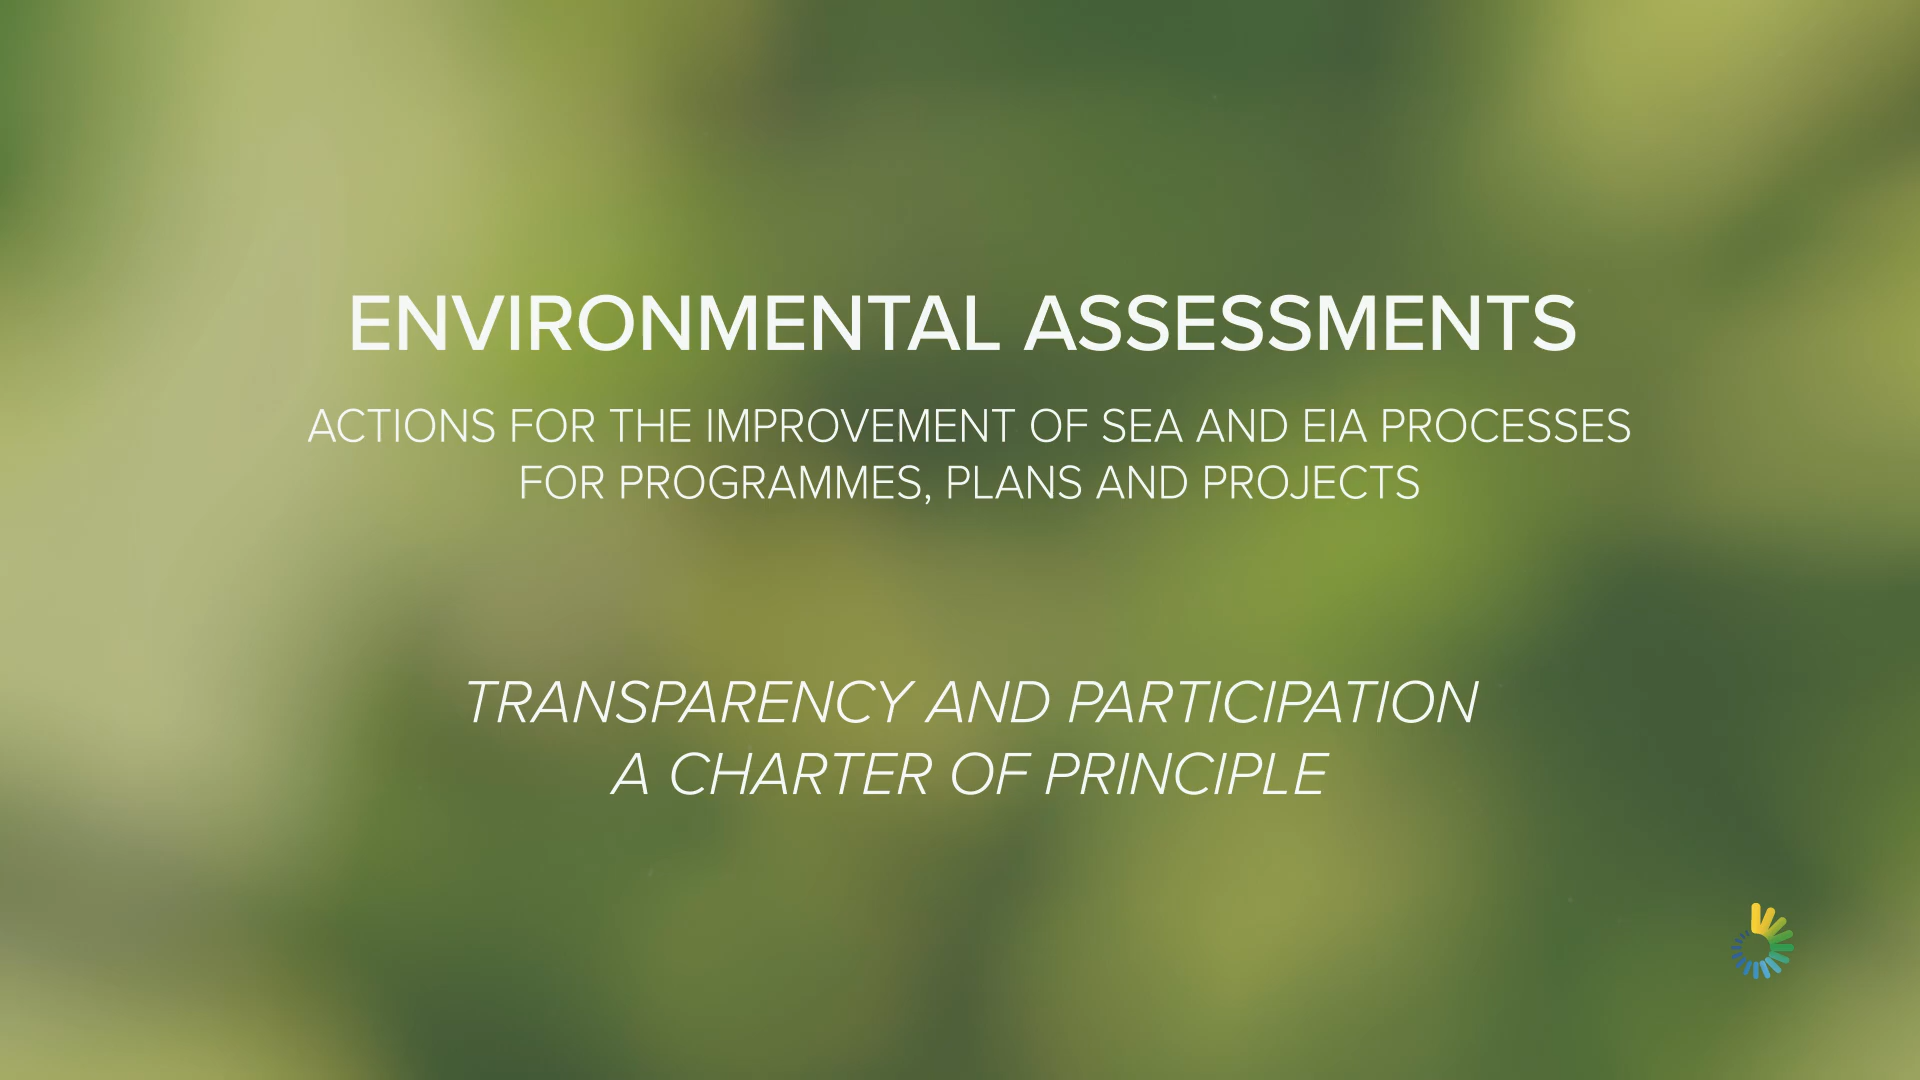 ENVIRONMENTAL ASSESSMENTS
ACTIONS FOR THE IMPROVEMENT OF SEA AND EIA PROCESSES
FOR PROGRAMMES, PLANS AND PROJECTS
TRANSPARENCY AND PARTICIPATION
A CHARTER OF PRINCIPLE